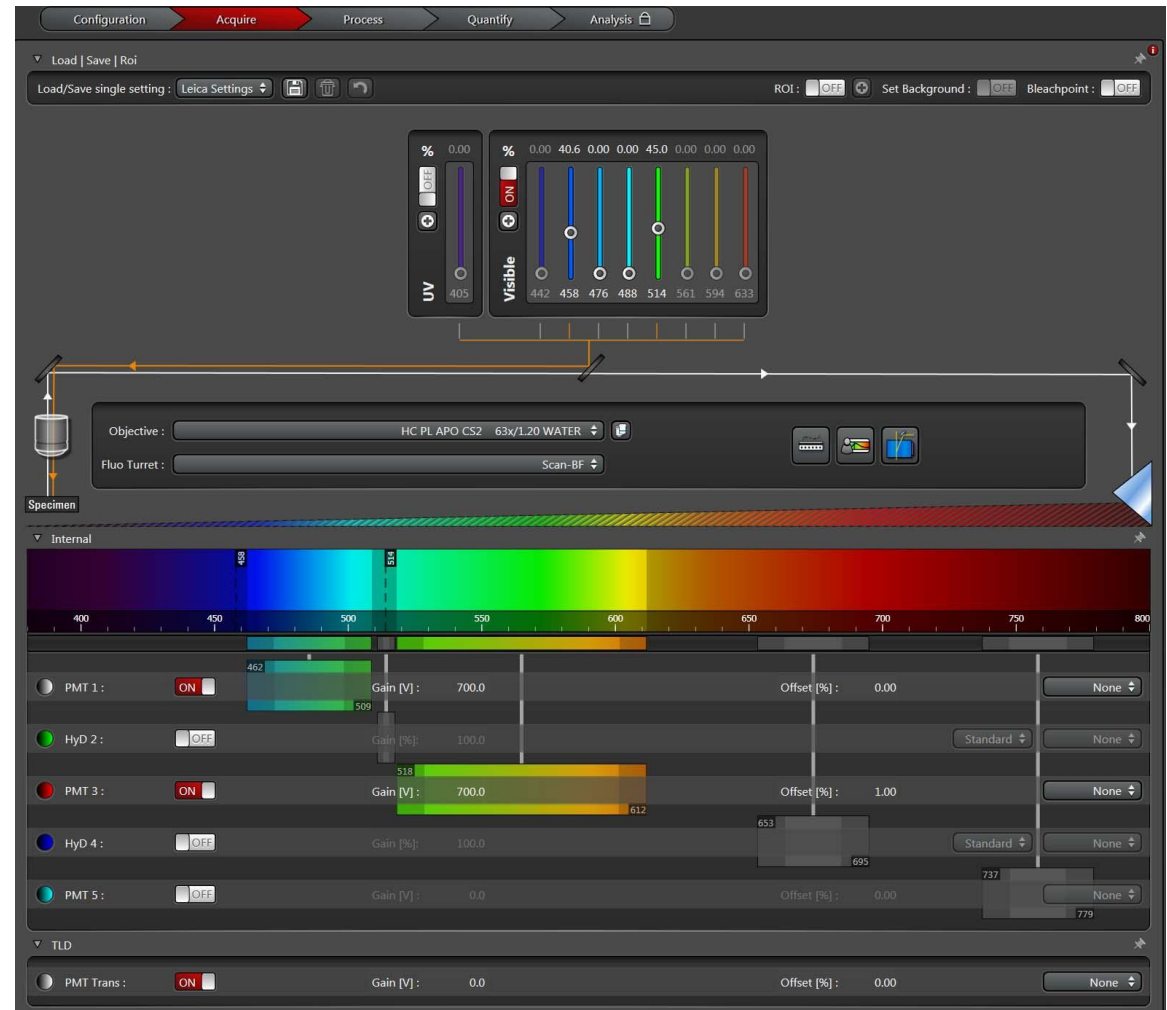 Configuration Acquire Process Quantify Analysis
Load | Save | Roi
Load/Save single setting : Leica Settings ROI : OFF Set Background : OFF Bleachpoint : OFF
% 0.00 % 0.00 40.6 0.00 0.00 45.0 0.00 0.00 0.00
OFF ON
UV Visible
405 442 458 476 488 514 561 594 633
Objective : HC PL APO CS2 63x/1.20 WATER
Fluo Turret : Scan-BF
Specimen
Internal
458 514
400 450 500 550 600 650 700 750 800
462
PMT 1 : ON Gain [V] : 700.0 Offset [%] : 0.00 None
509
HyD 2 : OFF Gain [%]: 100.0 Standard None
518
PMT 3 : ON Gain [V] : 700.0 Offset [%] : 1.00 None
612
653
HyD 4 : OFF Gain [%]: 100.0 Standard None
695
737
PMT 5 : OFF Gain [V] : 0.0 Offset [%] : 0.00 None
779
TLD
PMT Trans : ON Gain [V] : 0.0 Offset [%] : 0.00 None